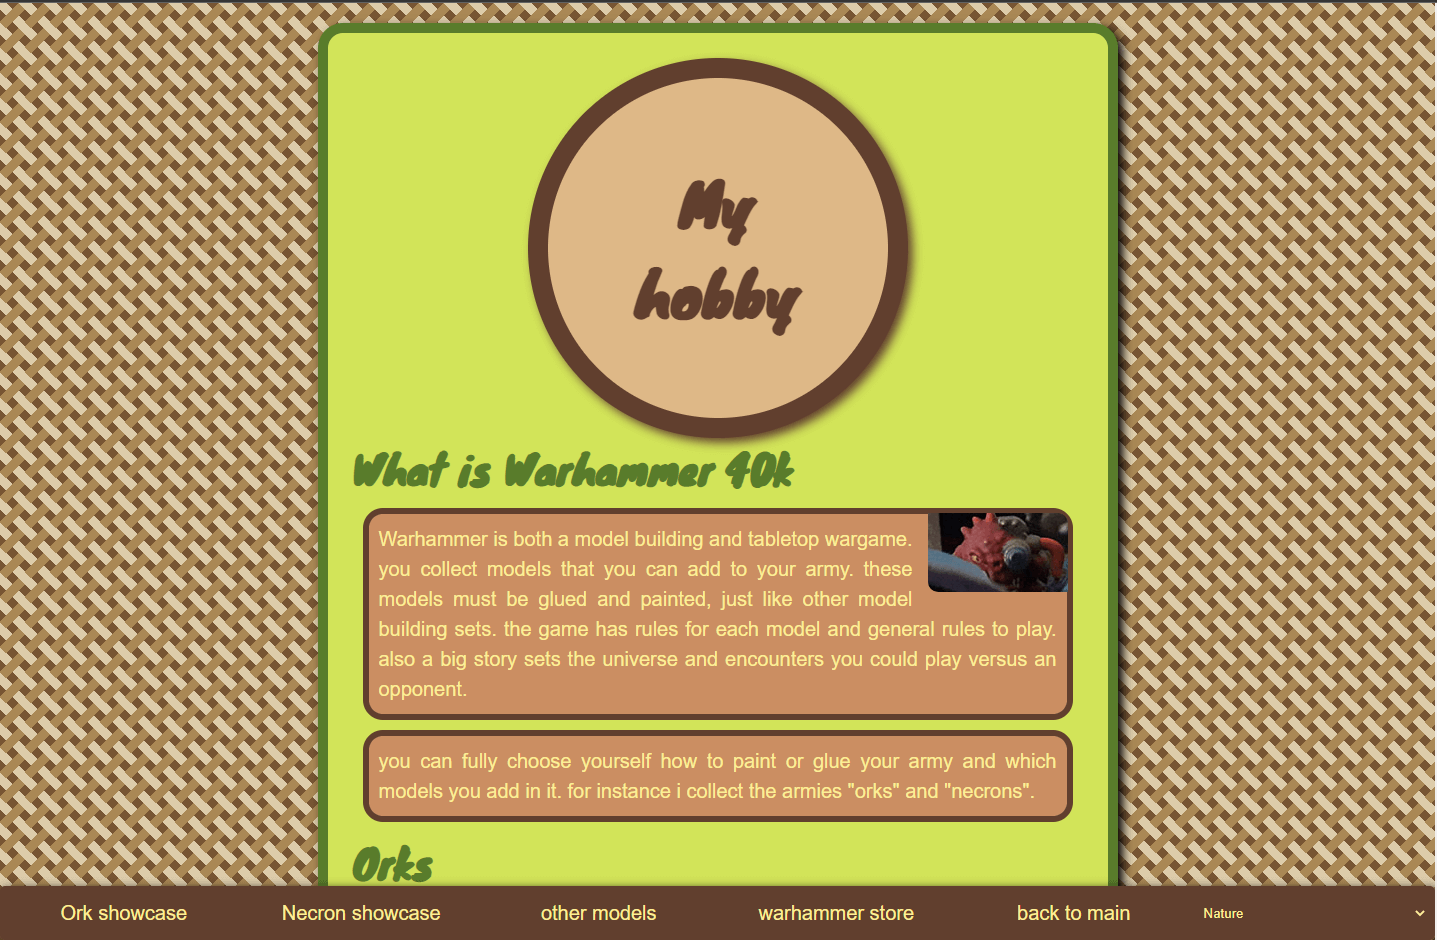 My
hobby
What is Warhammer 40k
Warhammer is both a model building and tabletop wargame.
you collect models that you can add to your army. these
models must be glued and painted, just like other model
building sets. the game has rules for each model and general rules to play.
also a big story sets the universe and encounters you could play versus an
opponent.
you can fully choose yourself how to paint or glue your army and which
models you add in it. for instance i collect the armies "orks" and "necrons".
Orks
Ork showcase Necron showcase other models warhammer store back to main Nature